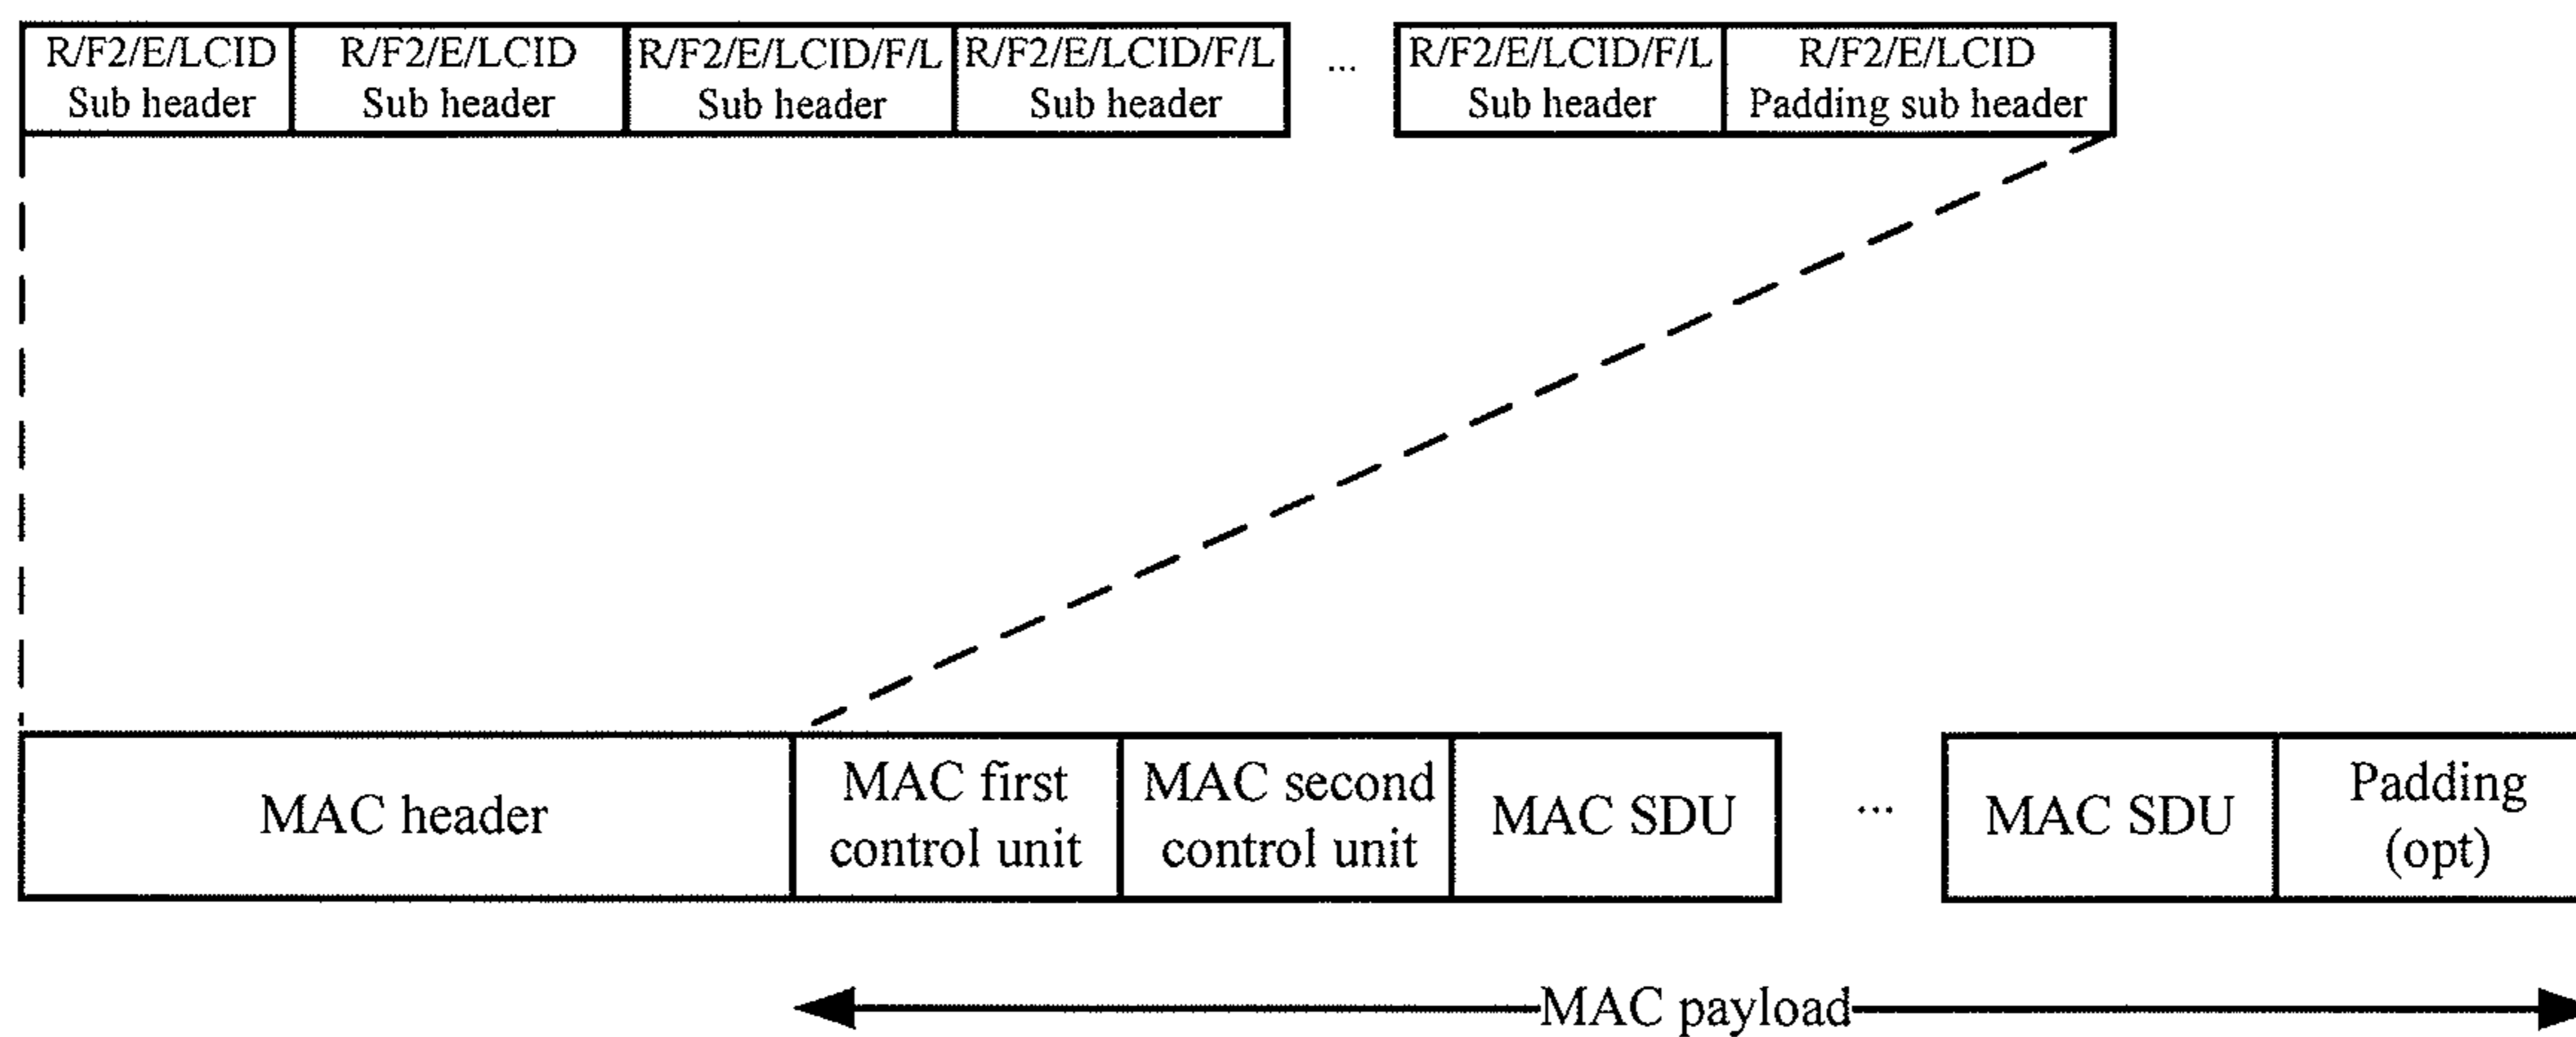 R/F2/E/LCID
Sub header
R/F2/E/LCID
Sub header
R/F2/E/LCID/F/L
Sub header
R/F2/E/LCID/F/L
Sub header
...
R/F2/E/LCID/F/L
Sub header
R/F2/E/LCID
Padding sub header
MAC header
MAC first
control unit
MAC second
control unit
MAC SDU
...
MAC SDU
Padding
(opt)
MAC payload